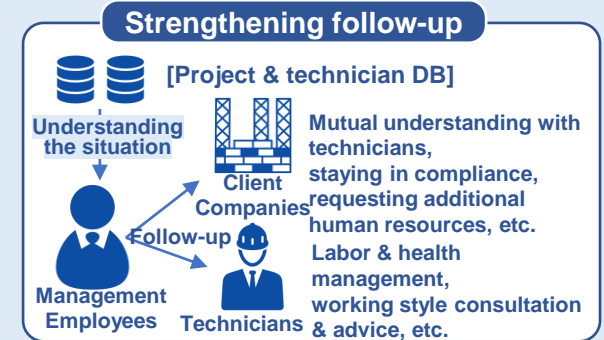 Strengthening follow-up
[Project & technician DB]
Understanding
the situation
Client
Companies
Mutual understanding with
technicians,
staying in compliance,
requesting additional
human resources, etc.
Follow-up
Management
Employees
Technicians
Labor & health
management,
working style consultation
& advice, etc.